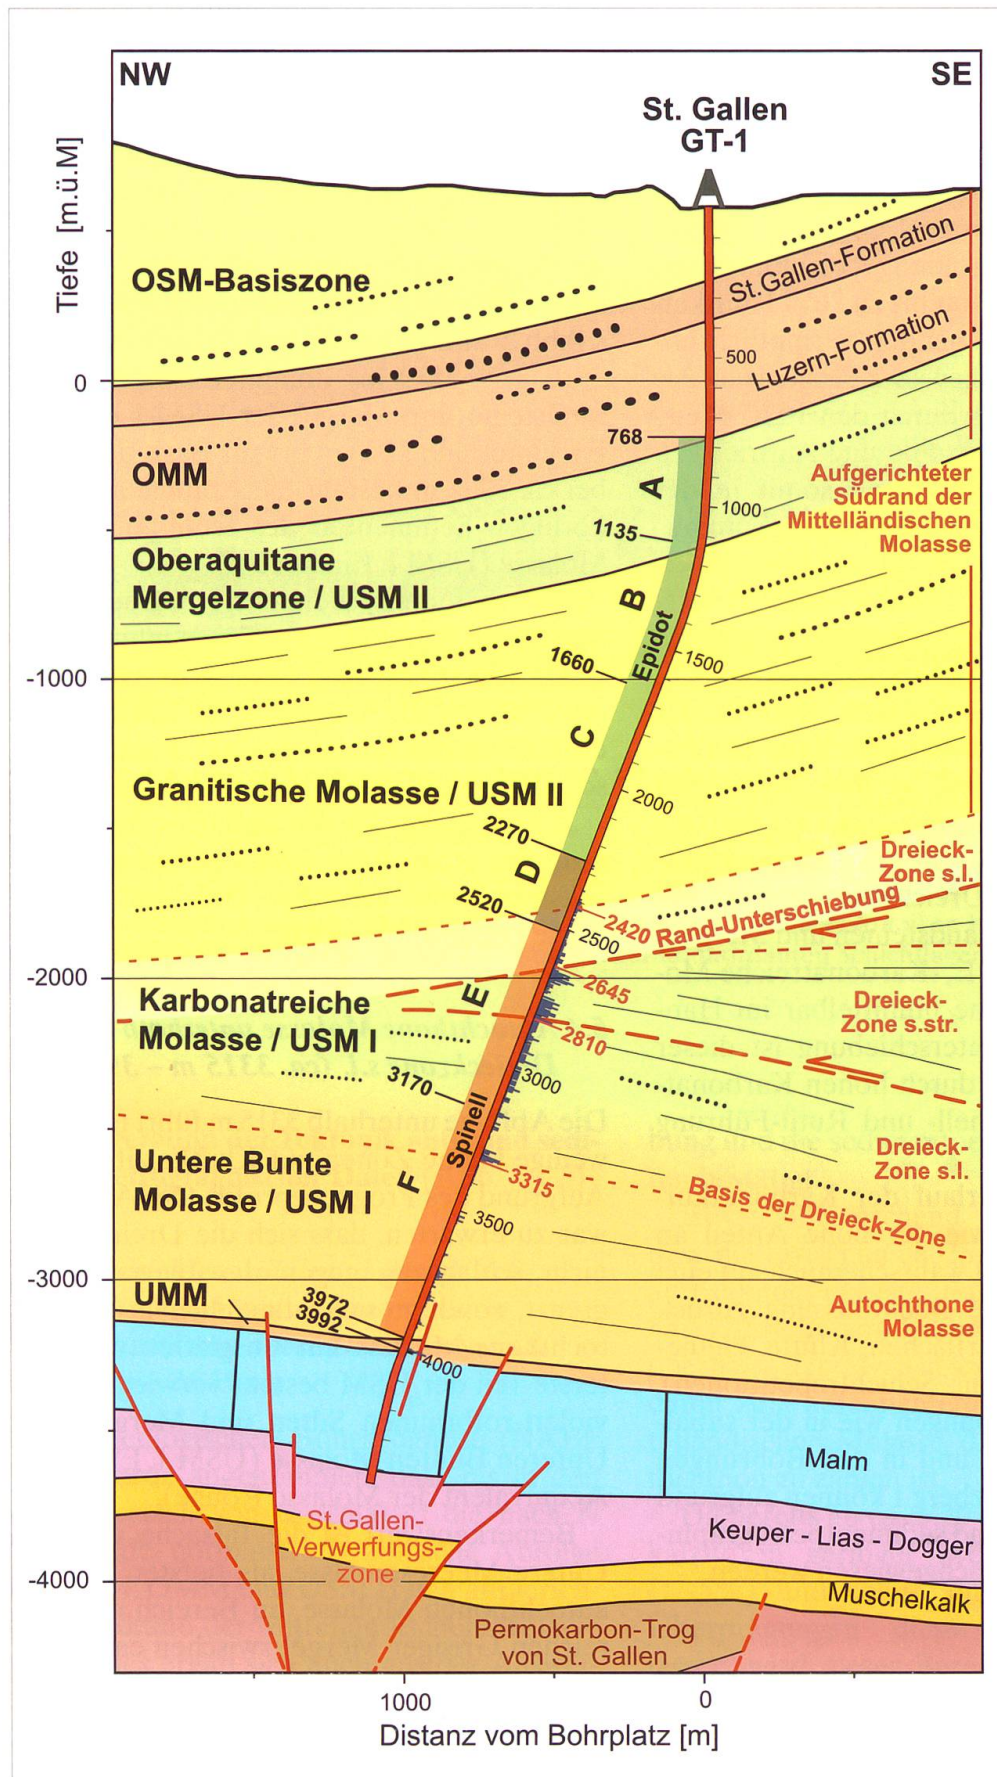 NW
SE
St. Gallen
GT-1
Tiefe [m.ü.M]
OSM-Basiszone
St.Gallen-Formation
Luzern-Formation
500
0
768
OMM
A
1000
Aufgerichteter
Südrand der
Mittelländischen
Molasse
1135
Oberaquitane
Mergelzone / USM II
B
Epidot
1500
1660
-1000
C
Granitische Molasse / USM II
2000
2270
D
Dreieck-
Zone s.l.
2520
2420
Rand-Unterschiebung
2500
-2000
E
2645
Karbonatreiche
Molasse / USM I
Dreieck-
Zone s.str.
2810
3000
3170
Spinell
Untere Bunte
Molasse / USM I
F
Dreieck-
Zone s.l.
3315
Basis der Dreieck-Zone
3500
-3000
UMM
3972
3992
Autochthone
Molasse
4000
Malm
St.Gallen-
Verwerfungs-
zone
Keuper - Lias - Dogger
-4000
Muschelkalk
Permokarbon-Trog
von St. Gallen
1000
0
Distanz vom Bohrplatz [m]